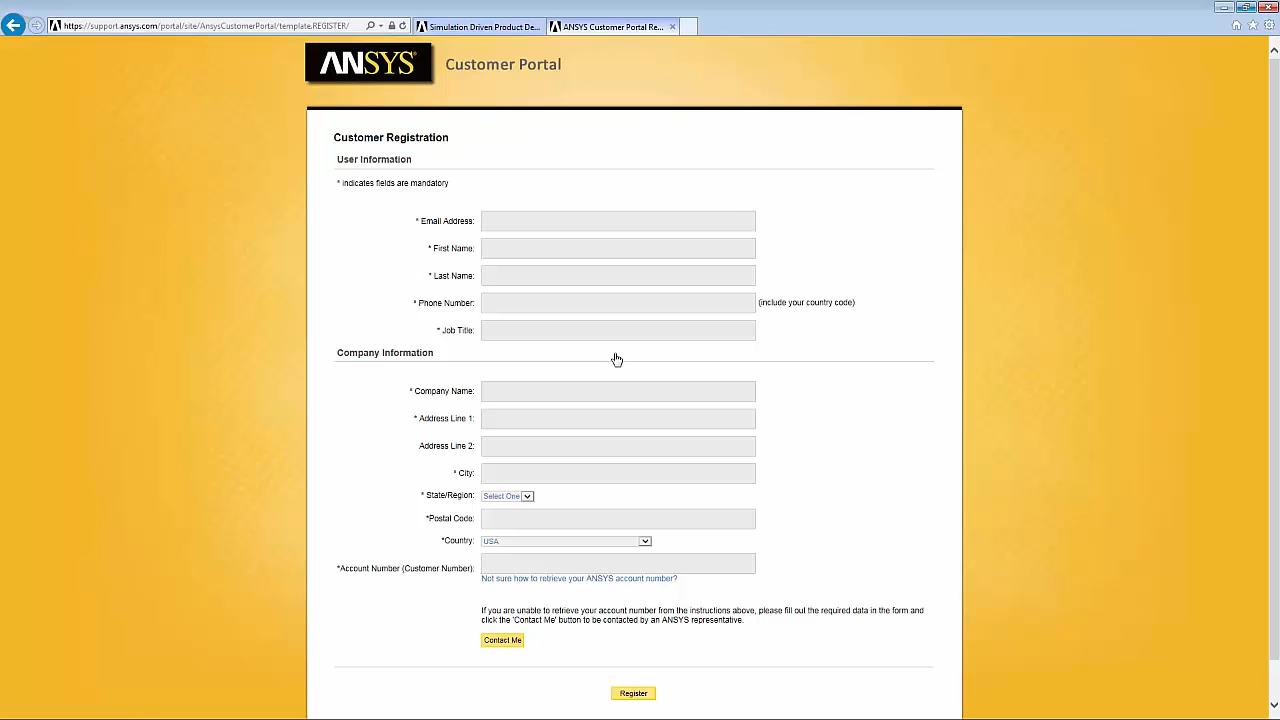 https://support.ansys.com/portal/site/AnsysCustomerPortal/template.REGISTER/
Simulation Driven Product De...
ANSYS Customer Portal Re...
ANSYS®
Customer Portal
Customer Registration
User Information
* indicates fields are mandatory
* Email Address:
* First Name:
* Last Name:
* Phone Number:
(include your country code)
* Job Title:
Company Information
* Company Name:
* Address Line 1:
Address Line 2:
* City:
* State/Region:
Select One
*Postal Code:
*Country:
USA
*Account Number (Customer Number):
Not sure how to retrieve your ANSYS account number?
If you are unable to retrieve your account number from the instructions above, please fill out the required data in the form and
click the 'Contact Me' button to be contacted by an ANSYS representative.
Contact Me
Register